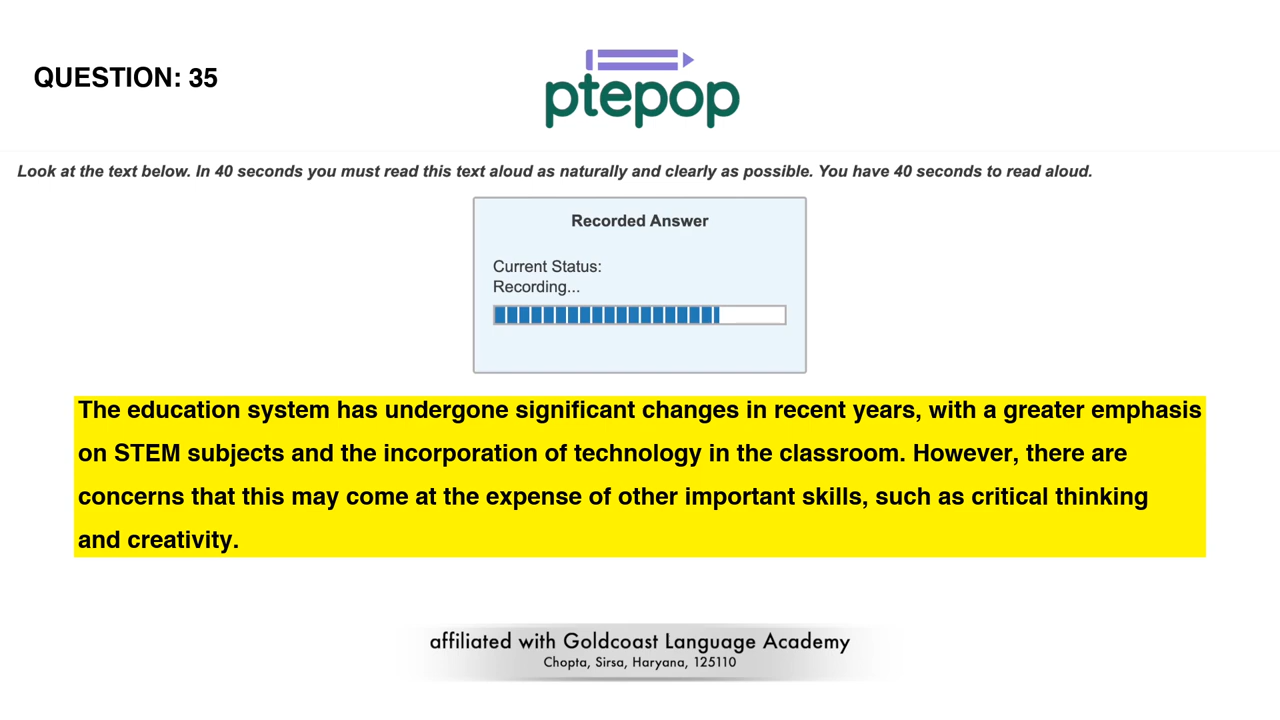 QUESTION: 35
ptepop
Look at the text below. In 40 seconds you must read this text aloud as naturally and clearly as possible. You have 40 seconds to read aloud.
Recorded Answer
Current Status:
Recording...
The education system has undergone significant changes in recent years, with a greater emphasis
on STEM subjects and the incorporation of technology in the classroom. However, there are
concerns that this may come at the expense of other important skills, such as critical thinking
and creativity.
affiliated with Goldcoast Language Academy
Chopta, Sirsa, Haryana, 125110